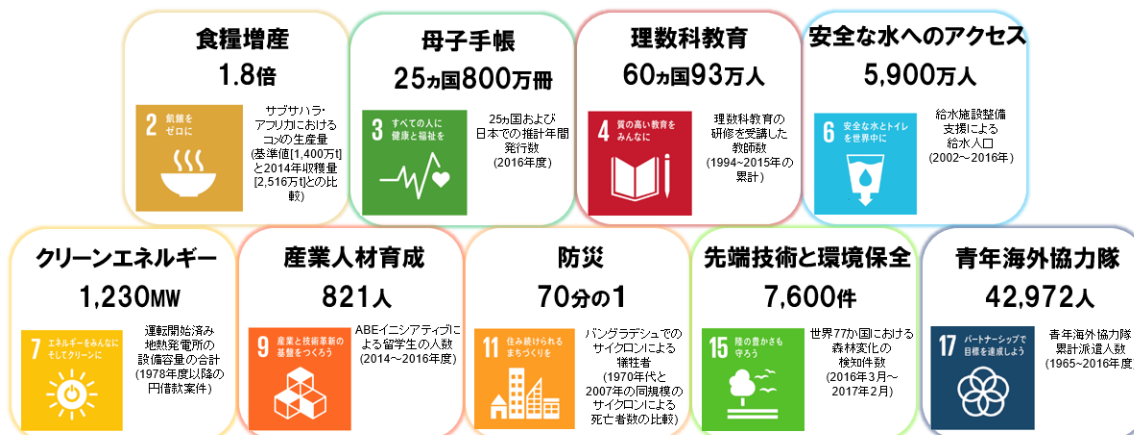 食糧増産
1.8倍
2 飢餓を
ゼロに
サブサハラ・
アフリカにおける
コメの生産量
(基準値[1,400万t]
と2014年収穫量
[2,516万t]との比
較)
母子手帳
25ヵ国800万冊
3 すべての人に
健康と福祉を
25ヵ国および
日本での推計年間
発行数
(2016年度)
理数科教育
60ヵ国93万人
4 質の高い教育を
みんなに
理数科教育の
研修を受講した
教師数
(1994~2015年の
累計)
安全な水へのアクセス
5,900万人
6 安全な水とトイレ
を世界中に
給水施設整備
支援による
給水人口
(2002～2016年)
クリーンエネルギー
1,230MW
7 エネルギーをみんなに
そしてクリーンに
運転開始済み
地熱発電所の
設備容量の合計
(1978年度以降の
円借款案件)
産業人材育成
821人
9 産業と技術革新の
基盤をつくろう
ABEイニシアティブに
よる留学生の人数
(2014～2016年度)
防災
70分の1
11 住み続けられる
まちづくりを
バングラデシュでの
サイクロンによる
犠牲者
(1970年代と
2007年の同規模の
サイクロンによる
死亡者数の比較)
先端技術と環境保全
7,600件
15 陸の豊かさも
守ろう
世界77か国における
森林変化の
検知件数
(2016年3月～
2017年2月)
青年海外協力隊
42,972人
17 パートナーシップで
目標を達成しよう
青年海外協力隊
累計派遣人数
(1965~2016年度)